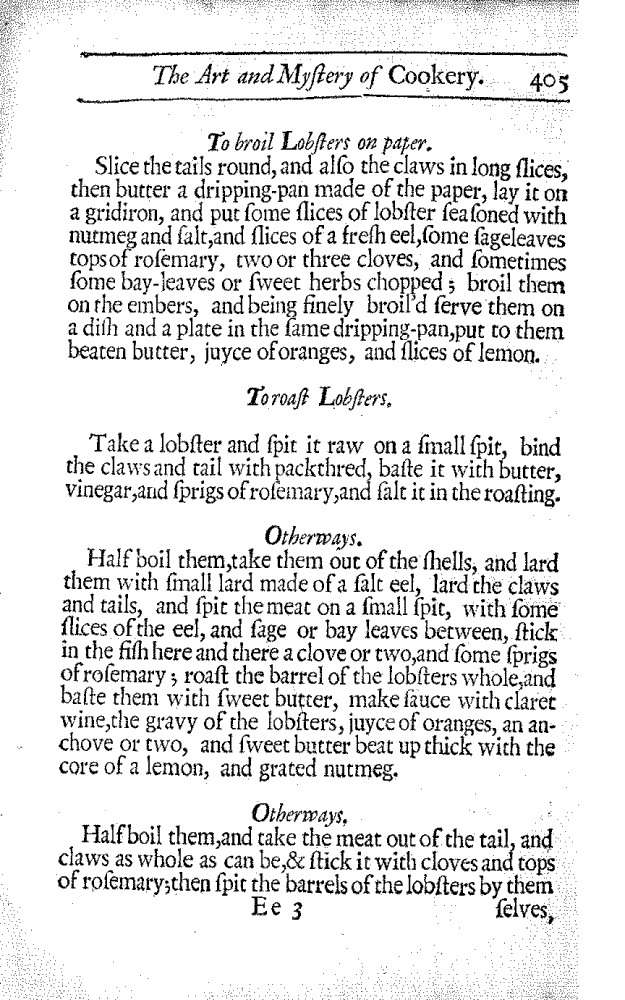 The Art and Myſtery of Cookery. 405
To broil Lobſters on paper.
Slice the tails round, and alſo the claws in long ſlices,
then butter a dripping-pan made of the paper, lay it on
a gridiron, and put ſome ſlices of lobſter ſeaſoned with
nutmeg and ſalt,and ſlices of a freſh eel,ſome ſageleaves
tops of roſemary, two or three cloves, and ſometimes
ſome bay-leaves or ſweet herbs chopped ; broil them
on the embers, and being finely broil'd ſerve them on
a diſh and a plate in the ſame dripping-pan,put to them
beaten butter, juyce of oranges, and ſlices of lemon.
To roaſt Lobſters.
Take a lobſter and ſpit it raw on a ſmall ſpit, bind
the claws and tail with packthred, baſte it with butter,
vinegar,and ſprigs of roſemary,and ſalt it in the roaſting.
Otherways.
Half boil them,take them out of the ſhells, and lard
them with ſmall lard made of a ſalt eel, lard the claws
and tails, and ſpit the meat on a ſmall ſpit, with ſome
ſlices of the eel, and ſage or bay leaves between, ſtick
in the fiſh here and there a clove or two,and ſome ſprigs
of roſemary ; roaſt the barrel of the lobſters whole,and
baſte them with ſweet butter, make ſauce with claret
wine,the gravy of the lobſters, juyce of oranges, an an-
chove or two, and ſweet butter beat up thick with the
core of a lemon, and grated nutmeg.
Otherways.
Half boil them,and take the meat out of the tail, and
claws as whole as can be,& ſtick it with cloves and tops
of roſemary;then ſpit the barrels of the lobſters by them
Ee 3 ſelves,